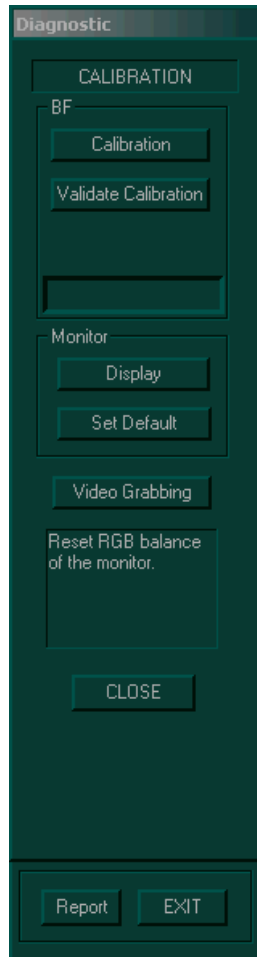 Diagnostic
CALIBRATION
BF
Calibration
Validate Calibration
Monitor
Display
Set Default
Video Grabbing
Reset RGB balance
of the monitor.
CLOSE
Report
EXIT